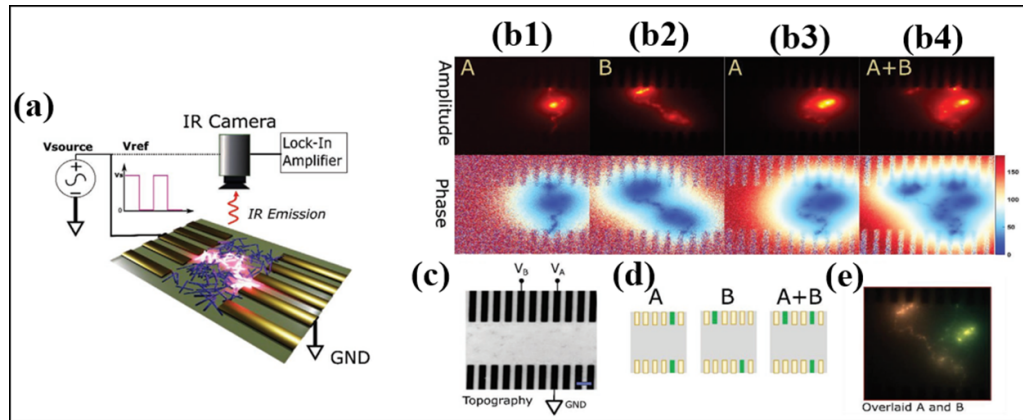 (a)
IR Camera
Vsource
Vref
Lock-In
Amplifier
Vs
0
IR Emission
GND
(b1) (b2) (b3) (b4)
Amplitude
A B A A+B
Phase
150
100
50
0
(c)
VB VA
Topography
GND
(d)
A B A+B
(e)
Overlaid A and B